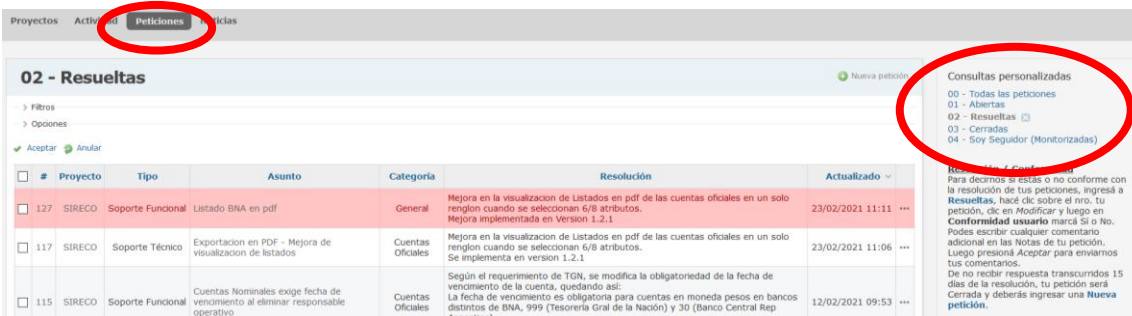 Proyectos Actividad Peticiones Noticias
02 - Resueltas
Nueva petición
> Filtros
> Opciones
Aceptar Anular
# Proyecto Tipo Asunto Categoría Resolución Actualizado
127 SIRECO Soporte Funcional Listado BNA en pdf General
Mejora en la visualizacion de Listados en pdf de las cuentas oficiales en un solo
renglon cuando se seleccionan 6/8 atributos.
Mejora implementada en Version 1.2.1
23/02/2021 11:11 ...
117 SIRECO Soporte Técnico
Exportacion en PDF - Mejora de
visualizacion de listados
Cuentas
Oficiales
Mejora en la visualizacion de Listados en pdf de las cuentas oficiales en un solo
renglon cuando se seleccionan 6/8 atributos.
Se implementa en version 1.2.1
23/02/2021 11:06 ...
115 SIRECO Soporte Funcional
Cuentas Nominales exige fecha de
vencimiento al eliminar responsable
operativo
Cuentas
Oficiales
Según el requerimiento de TGN, se modifica la obligatoriedad de la fecha de
vencimiento de la cuenta, quedando así:
La fecha de vencimiento es obligatoria para cuentas en moneda pesos en bancos
distintos de BNA, 999 (Tesorería Gral de la Nación) y 30 (Banco Central Rep
12/02/2021 09:53 ...
Consultas personalizadas
00 - Todas las peticiones
01 - Abiertas
02 - Resueltas
03 - Cerradas
04 - Soy Seguidor (Monitorizadas)
Resolución / Conformidad
Para decirnos si estás o no conforme con
la resolución de tus peticiones, ingresá a
Resueltas, hacé clic sobre el nro. tu
petición, clic en Modificar y luego en
Conformidad usuario marcá Sí o No.
Podes escribir cualquier comentario
adicional en las Notas de tu petición.
Luego presioná Aceptar para enviarnos
tus comentarios.
De no recibir respuesta transcurridos 15
días de la resolución, tu petición será
Cerrada y deberás ingresar una Nueva
petición.